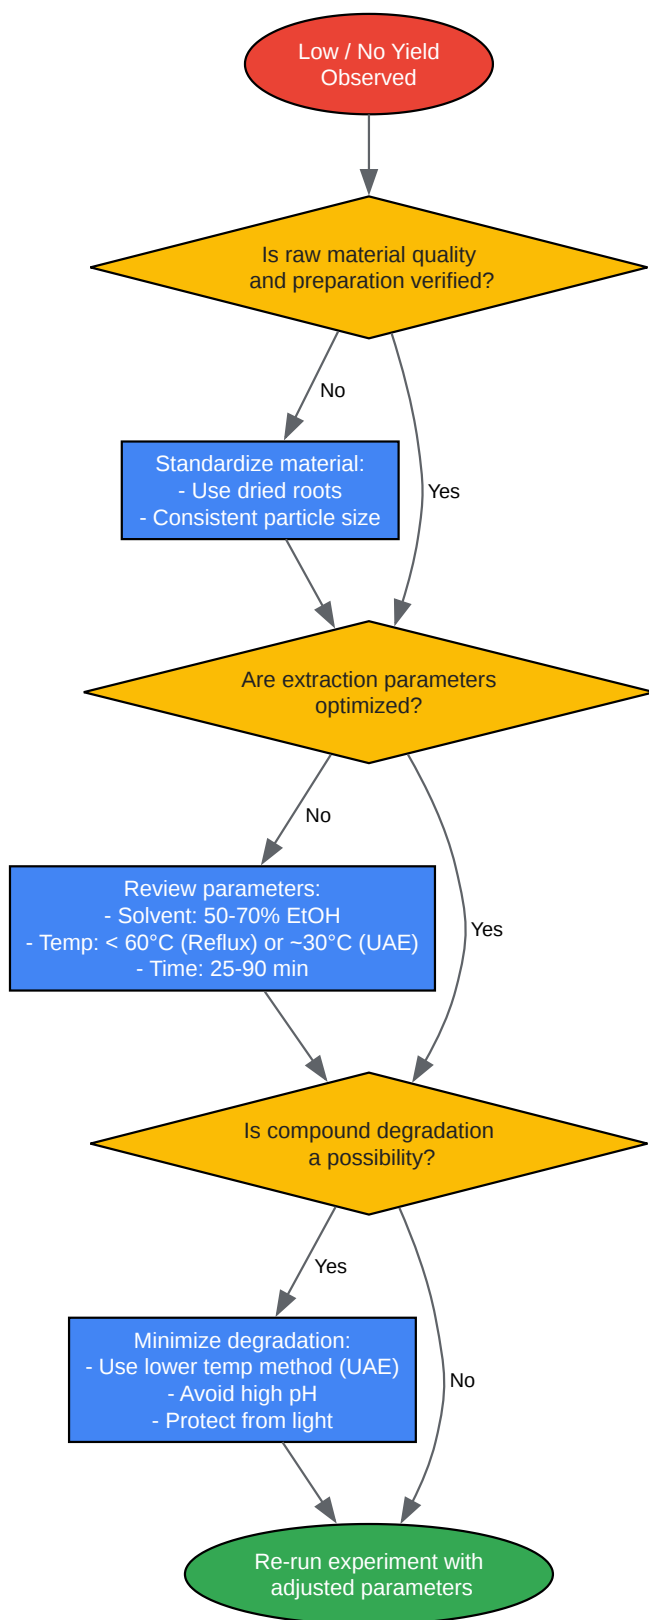 Low / No Yield
Observed
Is raw material quality
and preparation verified?
No
Yes
Standardize material:
- Use dried roots
- Consistent particle size
Are extraction parameters
optimized?
No
Yes
Review parameters:
- Solvent: 50-70% EtOH
- Temp: < 60°C (Reflux) or ~30°C (UAE)
- Time: 25-90 min
Is compound degradation
a possibility?
Yes
No
Minimize degradation:
- Use lower temp method (UAE)
- Avoid high pH
- Protect from light
Re-run experiment with
adjusted parameters